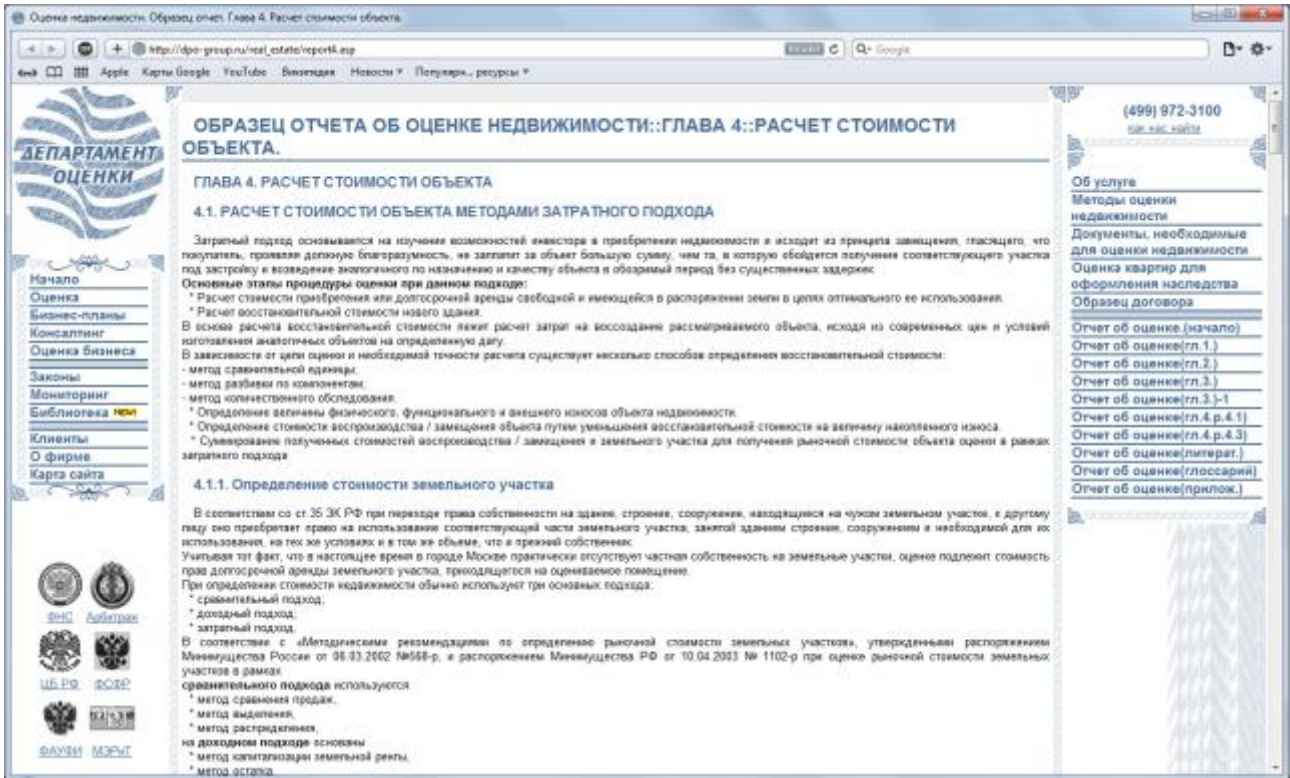 Оценка недвижимости. Образец отчет. Глава 4. Расчет стоимости объекта.
http://dpo-group.ru/real_estate/report4.asp
Google
Apple Карты Google YouTube Википедия Новости Популярн.. ресурсы
ДЕПАРТАМЕНТ
ОЦЕНКИ
Начало
Оценка
Бизнес-планы
Консалтинг
Оценка бизнеса
Законы
Мониторинг
Библиотека NEW!
Клиенты
О фирме
Карта сайта
ФНС Арбитраж
ЦБ РФ ФСФР
ФАУФИ МЭРиТ
ОБРАЗЕЦ ОТЧЕТА ОБ ОЦЕНКЕ НЕДВИЖИМОСТИ::ГЛАВА 4::РАСЧЕТ СТОИМОСТИ
ОБЪЕКТА.
ГЛАВА 4. РАСЧЕТ СТОИМОСТИ ОБЪЕКТА
4.1. РАСЧЕТ СТОИМОСТИ ОБЪЕКТА МЕТОДАМИ ЗАТРАТНОГО ПОДХОДА
Затратный подход основывается на изучении возможностей инвестора в приобретении недвижимости и исходит из принципа замещения, гласящего, что
покупатель, проявляя должную благоразумность, не заплатит за объект большую сумму, чем та, в которую обойдется получение соответствующего участка
под застройку и возведение аналогичного по назначению и качеству объекта в обозримый период без существенных задержек.
Основные этапы процедуры оценки при данном подходе:
* Расчет стоимости приобретения или долгосрочной аренды свободной и имеющейся в распоряжении земли в целях оптимального ее использования.
* Расчет восстановительной стоимости нового здания.
В основе расчета восстановительной стоимости лежит расчет затрат на воссоздание рассматриваемого объекта, исходя из современных цен и условий
изготовления аналогичных объектов на определенную дату.
В зависимости от цели оценки и необходимой точности расчета существует несколько способов определения восстановительной стоимости:
- метод сравнительной единицы;
- метод разбивки по компонентам;
- метод количественного обследования.
* Определение величины физического, функционального и внешнего износов объекта недвижимости.
* Определение стоимости воспроизводства / замещения объекта путем уменьшения восстановительной стоимости на величину накопленного износа.
* Суммирование полученных стоимостей воспроизводства / замещения и земельного участка для получения рыночной стоимости объекта оценки в рамках
затратного подхода
4.1.1. Определение стоимости земельного участка
В соответствии со ст.35 ЗК РФ при переходе права собственности на здание, строение, сооружение, находящиеся на чужом земельном участке, к другому
лицу оно приобретает право на использование соответствующей части земельного участка, занятой зданием строение, сооружением и необходимой для их
использования, на тех же условиях и в том же объеме, что и прежний собственник.
Учитывая тот факт, что в настоящее время в городе Москве практически отсутствует частная собственность на земельные участки, оценке подлежит стоимость
прав долгосрочной аренды земельного участка, приходящегося на оцениваемое помещение.
При определении стоимости недвижимости обычно используют три основных подхода:
* сравнительный подход;
* доходный подход;
* затратный подход.
В соответствие с «Методическими рекомендациями по определению рыночной стоимости земельных участков», утвержденными распоряжением
Минимущества России от 06.03.2002 №568-р, и распоряжением Минимущества РФ от 10.04.2003 № 1102-р при оценке рыночной стоимости земельных
участков в рамках
сравнительного подхода используются
* метод сравнения продаж,
* метод выделения,
* метод распределения,
на доходном подходе основаны
* метод капитализации земельной ренты,
* метод остатка,
(499) 972-3100
как нас найти
Об услуге
Методы оценки
недвижимости
Документы, необходимые
для оценки недвижимости
Оценка квартир для
оформления наследства
Образец договора
Отчет об оценке.(начало)
Отчет об оценке(гл.1.)
Отчет об оценке(гл.2.)
Отчет об оценке(гл.3.)
Отчет об оценке(гл.3.)-1
Отчет об оценке(гл.4.р.4.1)
Отчет об оценке(гл.4.р.4.3)
Отчет об оценке(литерат.)
Отчет об оценке(глоссарий)
Отчет об оценке(прилож.)